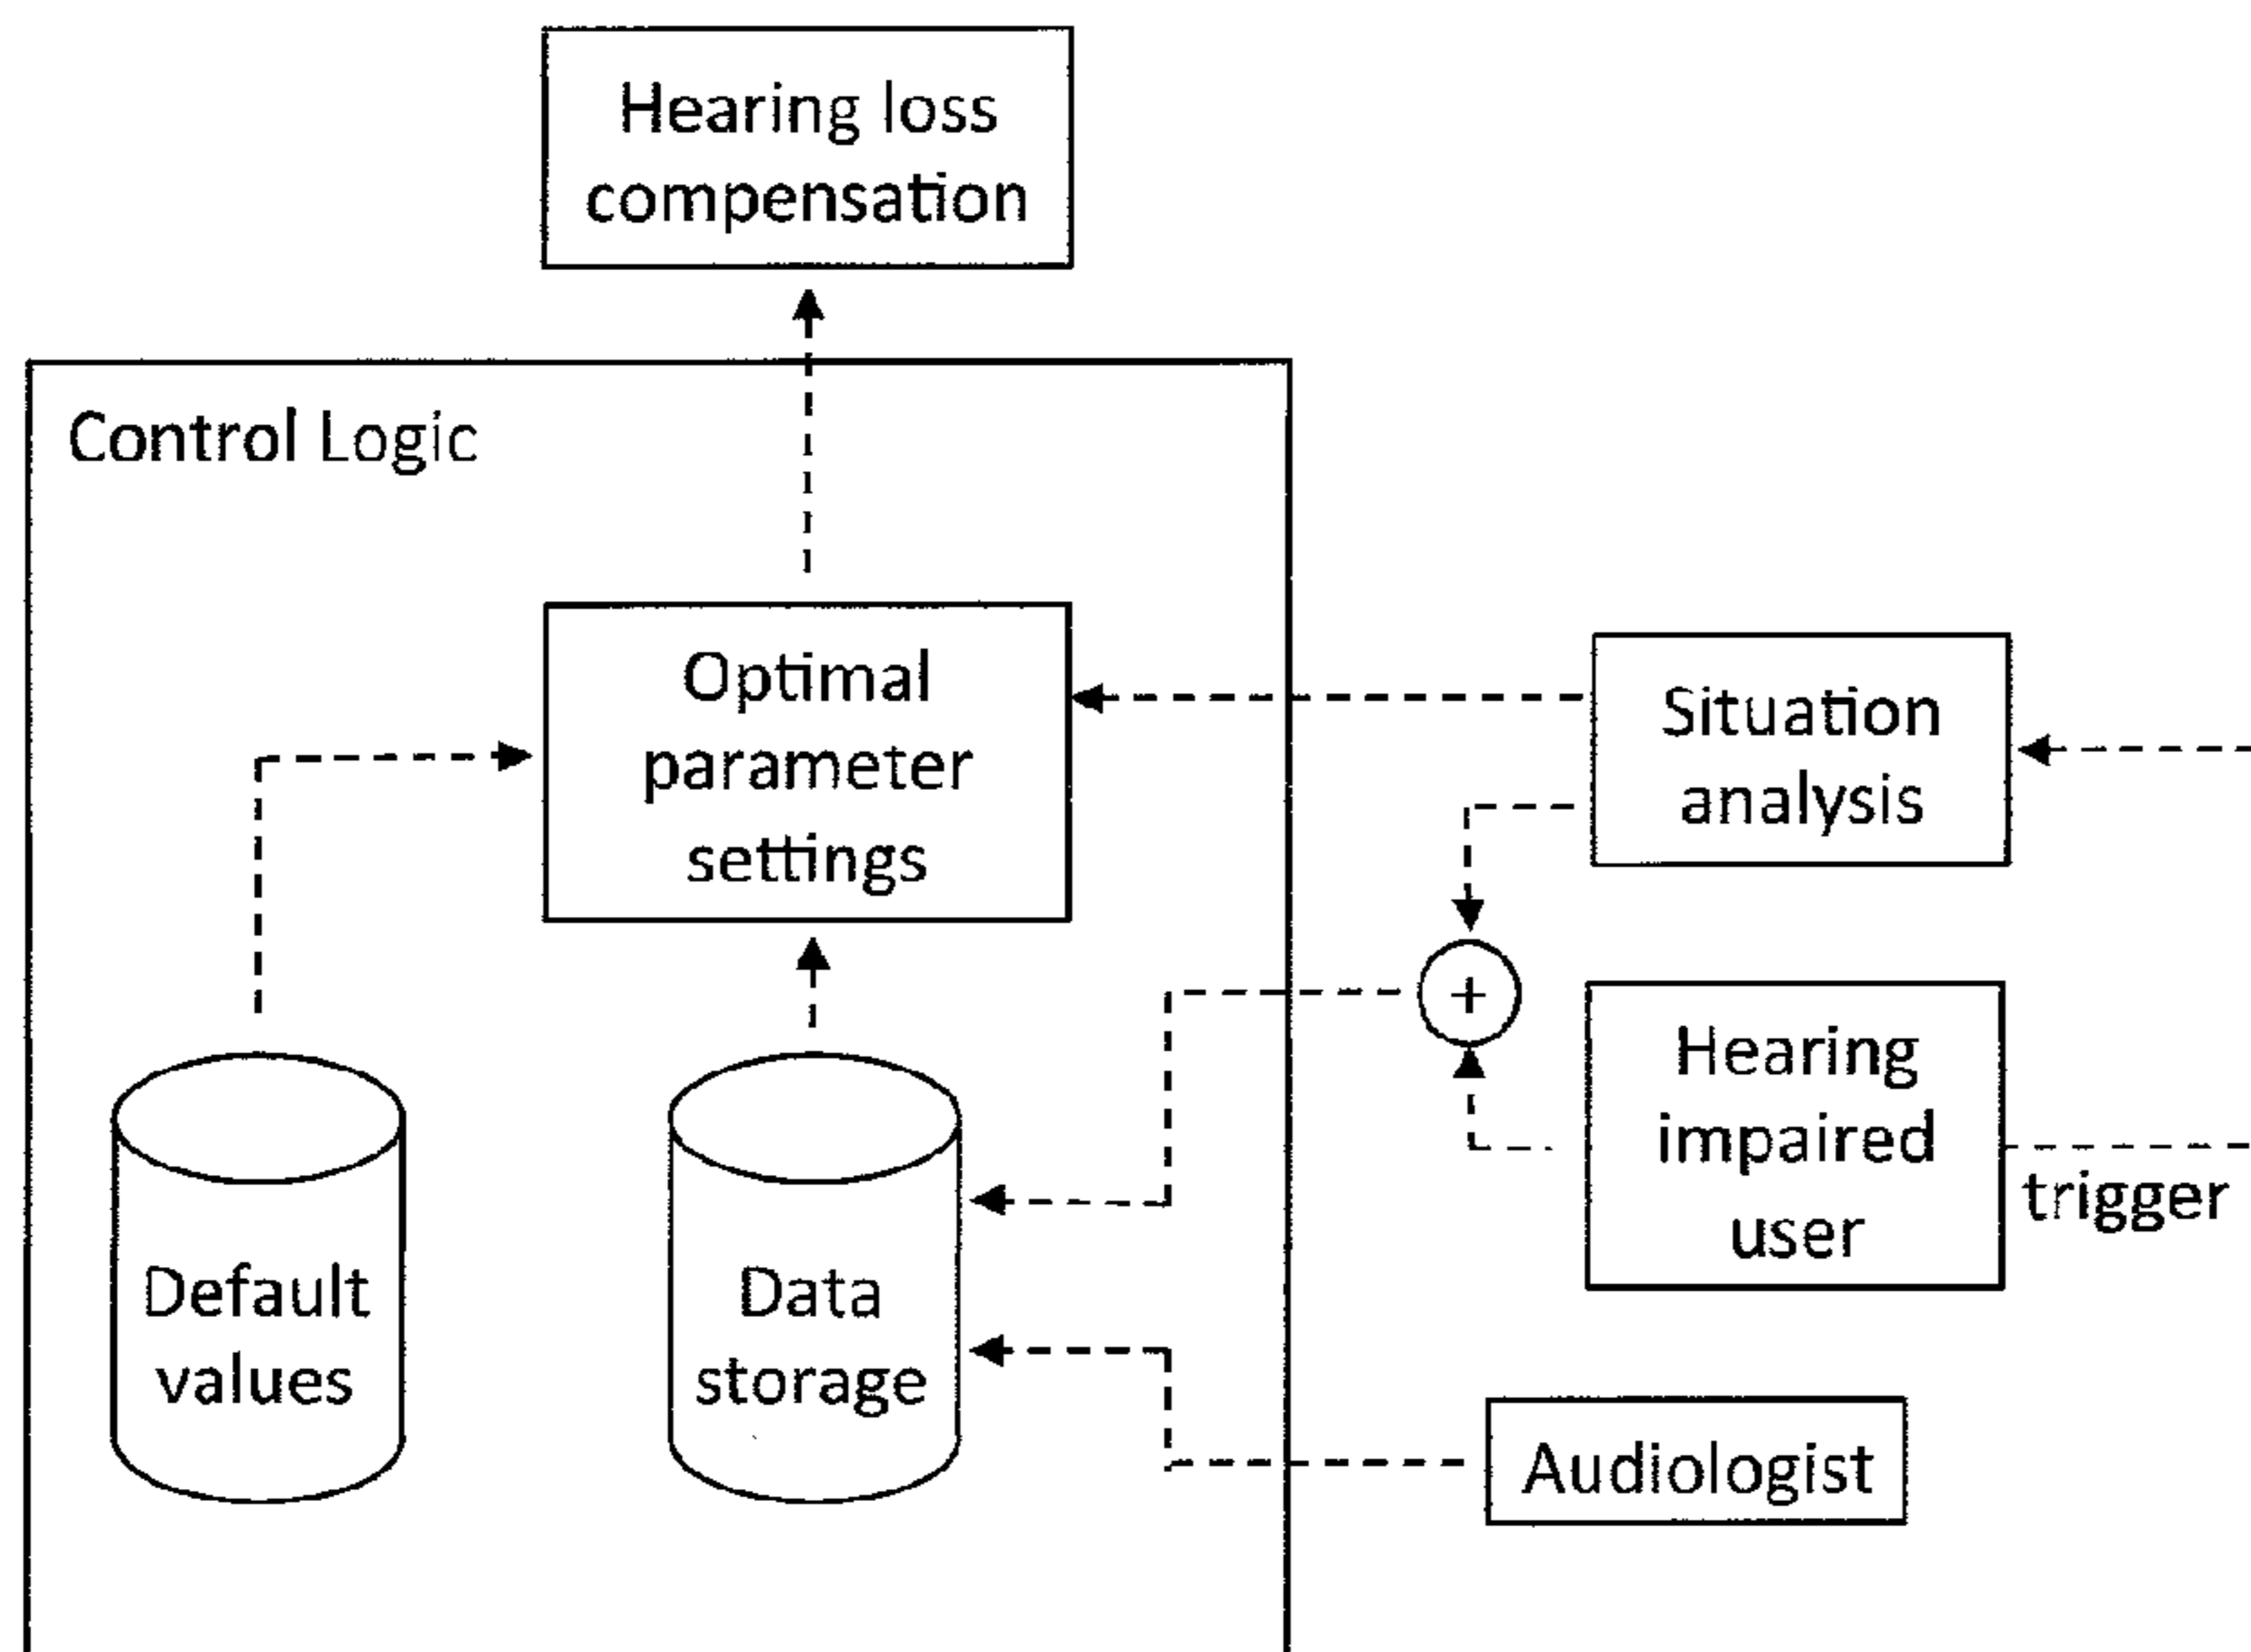 Hearing loss
compensation
Control Logic
Optimal
parameter
settings
Situation
analysis
+
Hearing
impaired
user
trigger
Default
values
Data
storage
Audiologist